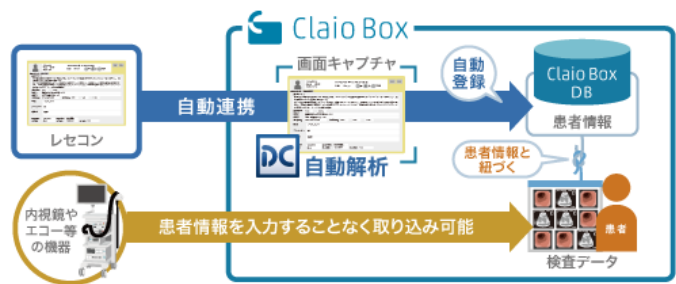 Claio Box
画面キャプチャ
自動
登録
Claio Box
DB
患者情報
自動連携
レセコン
DC
自動解析
患者情報と
紐づく
内視鏡や
エコー等
の機器
患者情報を入力することなく取り込み可能
患者
検査データ